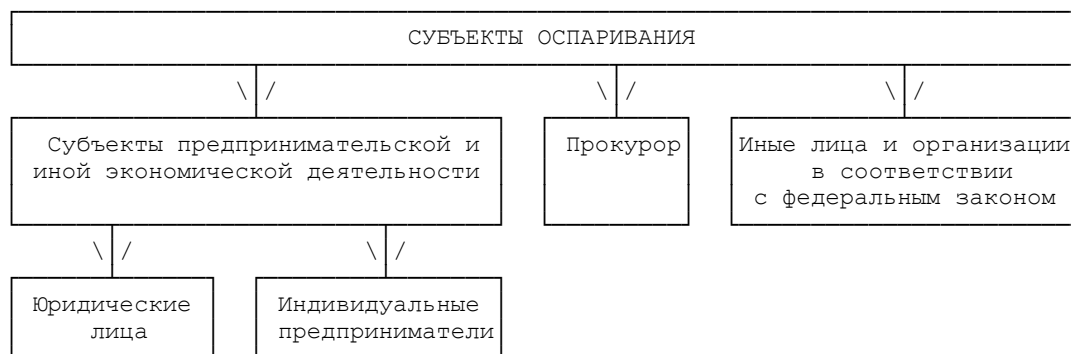 СУБЪЕКТЫ ОСПАРИВАНИЯ
Субъекты предпринимательской и
иной экономической деятельности
Прокурор
Иные лица и организации
в соответствии
с федеральным законом
Юридические
лица
Индивидуальные
предприниматели